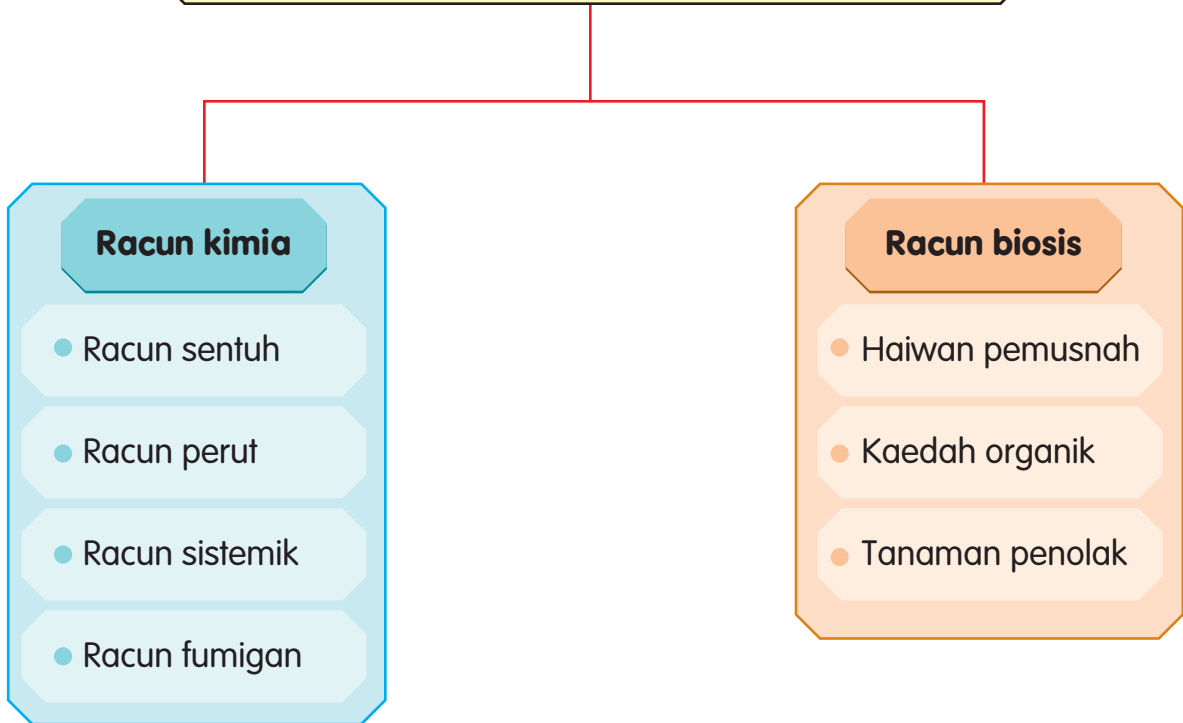 Racun kimia
Racun sentuh
Racun perut
Racun sistemik
Racun fumigan
Racun biosis
Haiwan pemusnah
Kaedah organik
Tanaman penolak